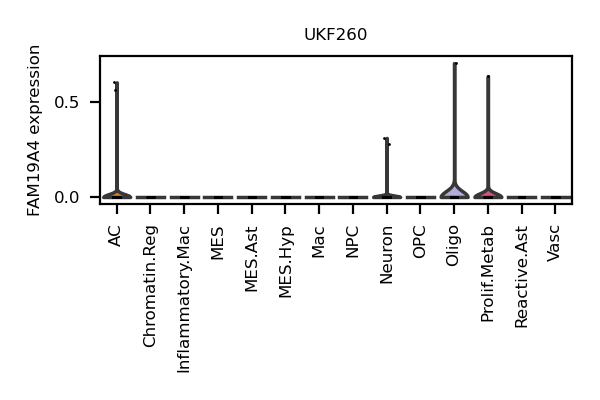 UKF260
FAM19A4 expression
0.5
0.0
AC
Chromatin.Reg
Inflammatory.Mac
MES
MES.Ast
MES.Hyp
Mac
NPC
Neuron
OPC
Oligo
Prolif.Metab
Reactive.Ast
Vasc